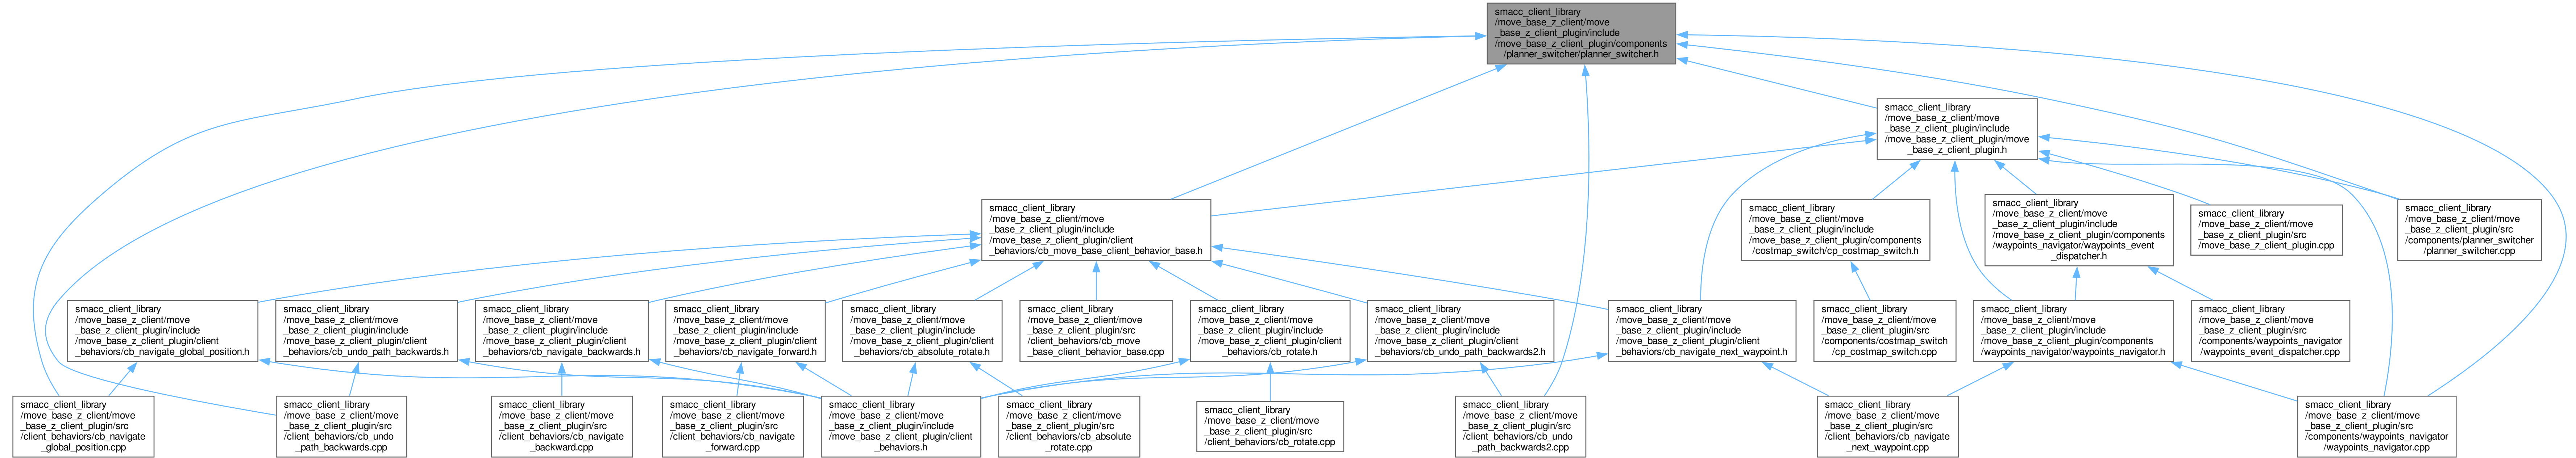 smacc_client_library
/move_base_z_client/move
_base_z_client_plugin/include
/move_base_z_client_plugin/components
/planner_switcher/planner_switcher.h
smacc_client_library
/move_base_z_client/move
_base_z_client_plugin/include
/move_base_z_client_plugin/move
_base_z_client_plugin.h
smacc_client_library
/move_base_z_client/move
_base_z_client_plugin/include
/move_base_z_client_plugin/client
_behaviors/cb_move_base_client_behavior_base.h
smacc_client_library
/move_base_z_client/move
_base_z_client_plugin/include
/move_base_z_client_plugin/components
/costmap_switch/cp_costmap_switch.h
smacc_client_library
/move_base_z_client/move
_base_z_client_plugin/include
/move_base_z_client_plugin/components
/waypoints_navigator/waypoints_event
_dispatcher.h
smacc_client_library
/move_base_z_client/move
_base_z_client_plugin/src
/move_base_z_client_plugin.cpp
smacc_client_library
/move_base_z_client/move
_base_z_client_plugin/src
/components/planner_switcher
/planner_switcher.cpp
smacc_client_library
/move_base_z_client/move
_base_z_client_plugin/include
/move_base_z_client_plugin/client
_behaviors/cb_navigate_global_position.h
smacc_client_library
/move_base_z_client/move
_base_z_client_plugin/include
/move_base_z_client_plugin/client
_behaviors/cb_undo_path_backwards.h
smacc_client_library
/move_base_z_client/move
_base_z_client_plugin/include
/move_base_z_client_plugin/client
_behaviors/cb_navigate_backwards.h
smacc_client_library
/move_base_z_client/move
_base_z_client_plugin/include
/move_base_z_client_plugin/client
_behaviors/cb_navigate_forward.h
smacc_client_library
/move_base_z_client/move
_base_z_client_plugin/include
/move_base_z_client_plugin/client
_behaviors/cb_absolute_rotate.h
smacc_client_library
/move_base_z_client/move
_base_z_client_plugin/src
/client_behaviors/cb_move
_base_client_behavior_base.cpp
smacc_client_library
/move_base_z_client/move
_base_z_client_plugin/include
/move_base_z_client_plugin/client
_behaviors/cb_rotate.h
smacc_client_library
/move_base_z_client/move
_base_z_client_plugin/include
/move_base_z_client_plugin/client
_behaviors/cb_undo_path_backwards2.h
smacc_client_library
/move_base_z_client/move
_base_z_client_plugin/include
/move_base_z_client_plugin/client
_behaviors/cb_navigate_next_waypoint.h
smacc_client_library
/move_base_z_client/move
_base_z_client_plugin/src
/components/costmap_switch
/cp_costmap_switch.cpp
smacc_client_library
/move_base_z_client/move
_base_z_client_plugin/include
/move_base_z_client_plugin/components
/waypoints_navigator/waypoints_navigator.h
smacc_client_library
/move_base_z_client/move
_base_z_client_plugin/src
/components/waypoints_navigator
/waypoints_event_dispatcher.cpp
smacc_client_library
/move_base_z_client/move
_base_z_client_plugin/src
/client_behaviors/cb_navigate
_global_position.cpp
smacc_client_library
/move_base_z_client/move
_base_z_client_plugin/src
/client_behaviors/cb_undo
_path_backwards.cpp
smacc_client_library
/move_base_z_client/move
_base_z_client_plugin/src
/client_behaviors/cb_navigate
_backward.cpp
smacc_client_library
/move_base_z_client/move
_base_z_client_plugin/src
/client_behaviors/cb_navigate
_forward.cpp
smacc_client_library
/move_base_z_client/move
_base_z_client_plugin/include
/move_base_z_client_plugin/client
_behaviors.h
smacc_client_library
/move_base_z_client/move
_base_z_client_plugin/src
/client_behaviors/cb_absolute
_rotate.cpp
smacc_client_library
/move_base_z_client/move
_base_z_client_plugin/src
/client_behaviors/cb_rotate.cpp
smacc_client_library
/move_base_z_client/move
_base_z_client_plugin/src
/client_behaviors/cb_undo
_path_backwards2.cpp
smacc_client_library
/move_base_z_client/move
_base_z_client_plugin/src
/client_behaviors/cb_navigate
_next_waypoint.cpp
smacc_client_library
/move_base_z_client/move
_base_z_client_plugin/src
/components/waypoints_navigator
/waypoints_navigator.cpp